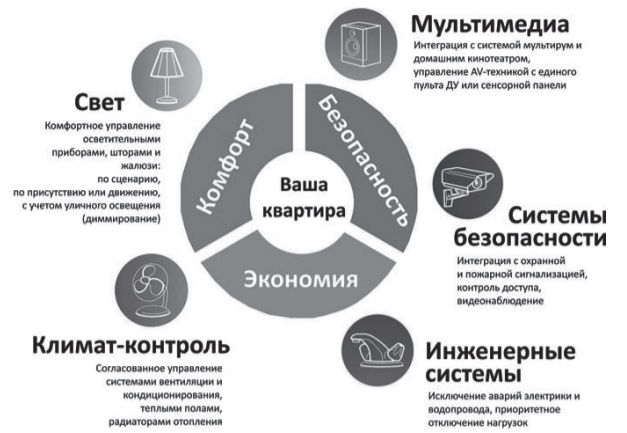 Мультимедиа
Интеграция с системой мультирум и
домашним кинотеатром,
управление AV-техникой с единого
пульта ДУ или сенсорной панели
Свет
Комфортное управление
осветительными
приборами, шторами и
жалюзи:
по сценарию,
по присутствию или движению,
с учетом уличного освещения
(диммирование)
Комфорт
Безопасность
Экономия
Ваша
квартира
Системы
безопасности
Интеграция с охранной
и пожарной сигнализацией,
контроль доступа,
видеонаблюдение
Климат-контроль
Согласованное управление
системами вентиляции и
кондиционирования,
теплыми полами,
радиаторами отопления
Инженерные
системы
Исключение аварий электрики и
водопровода, приоритетное
отключение нагрузок